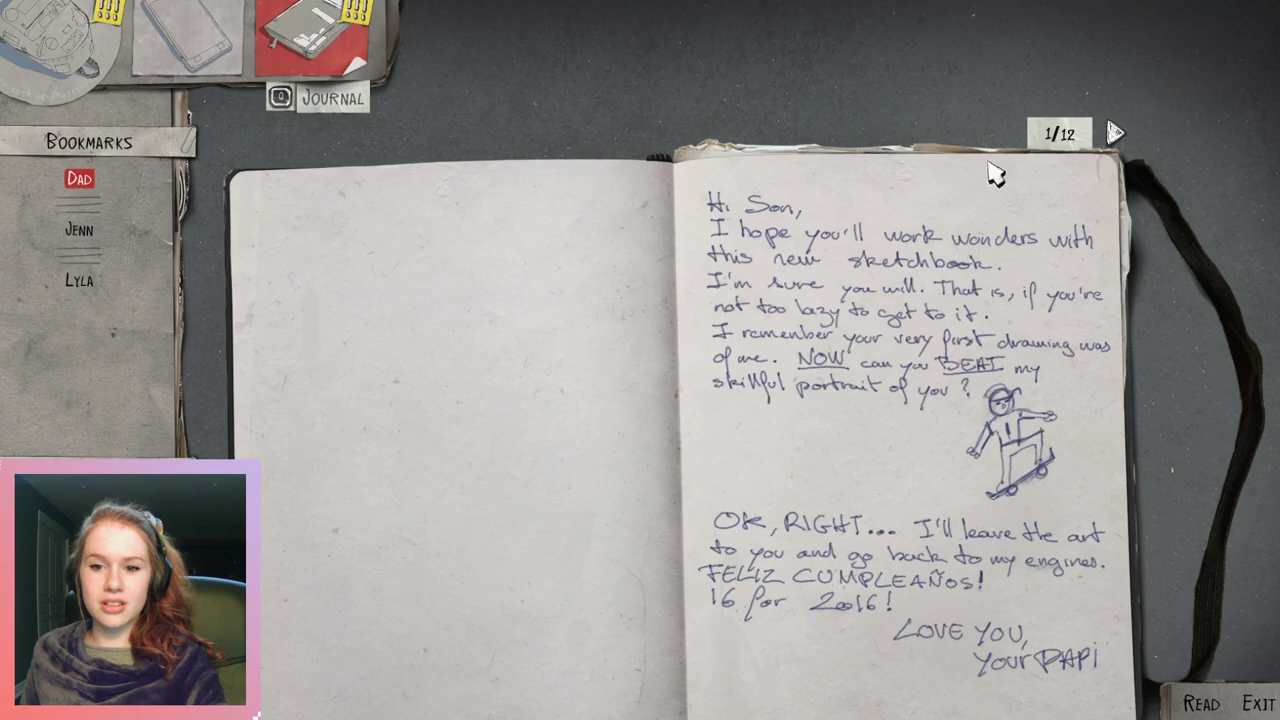 JOURNAL
BOOKMARKS
DAD
JENN
LYLA
1/12
Hi Son,
I hope you'll work wonders with
this new sketchbook.
I'm sure you will. That is, if you're
not too lazy to get to it.
I remember your very first drawing was
of me. NOW can you BEAT my
skillful portrait of you?
OK, RIGHT... I'll leave the art
to you and go back to my engines.
FELIZ CUMPLEAÑOS!
16 for 2016!
LOVE YOU,
Your PAPI
READ EXIT